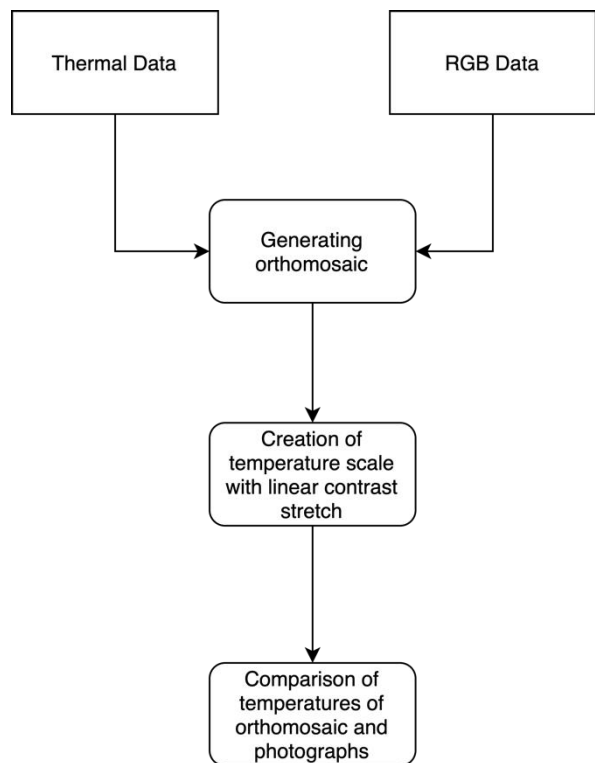 Thermal Data
RGB Data
Generating
orthomosaic
Creation of
temperature scale
with linear contrast
stretch
Comparison of
temperatures of
orthomosaic and
photographs